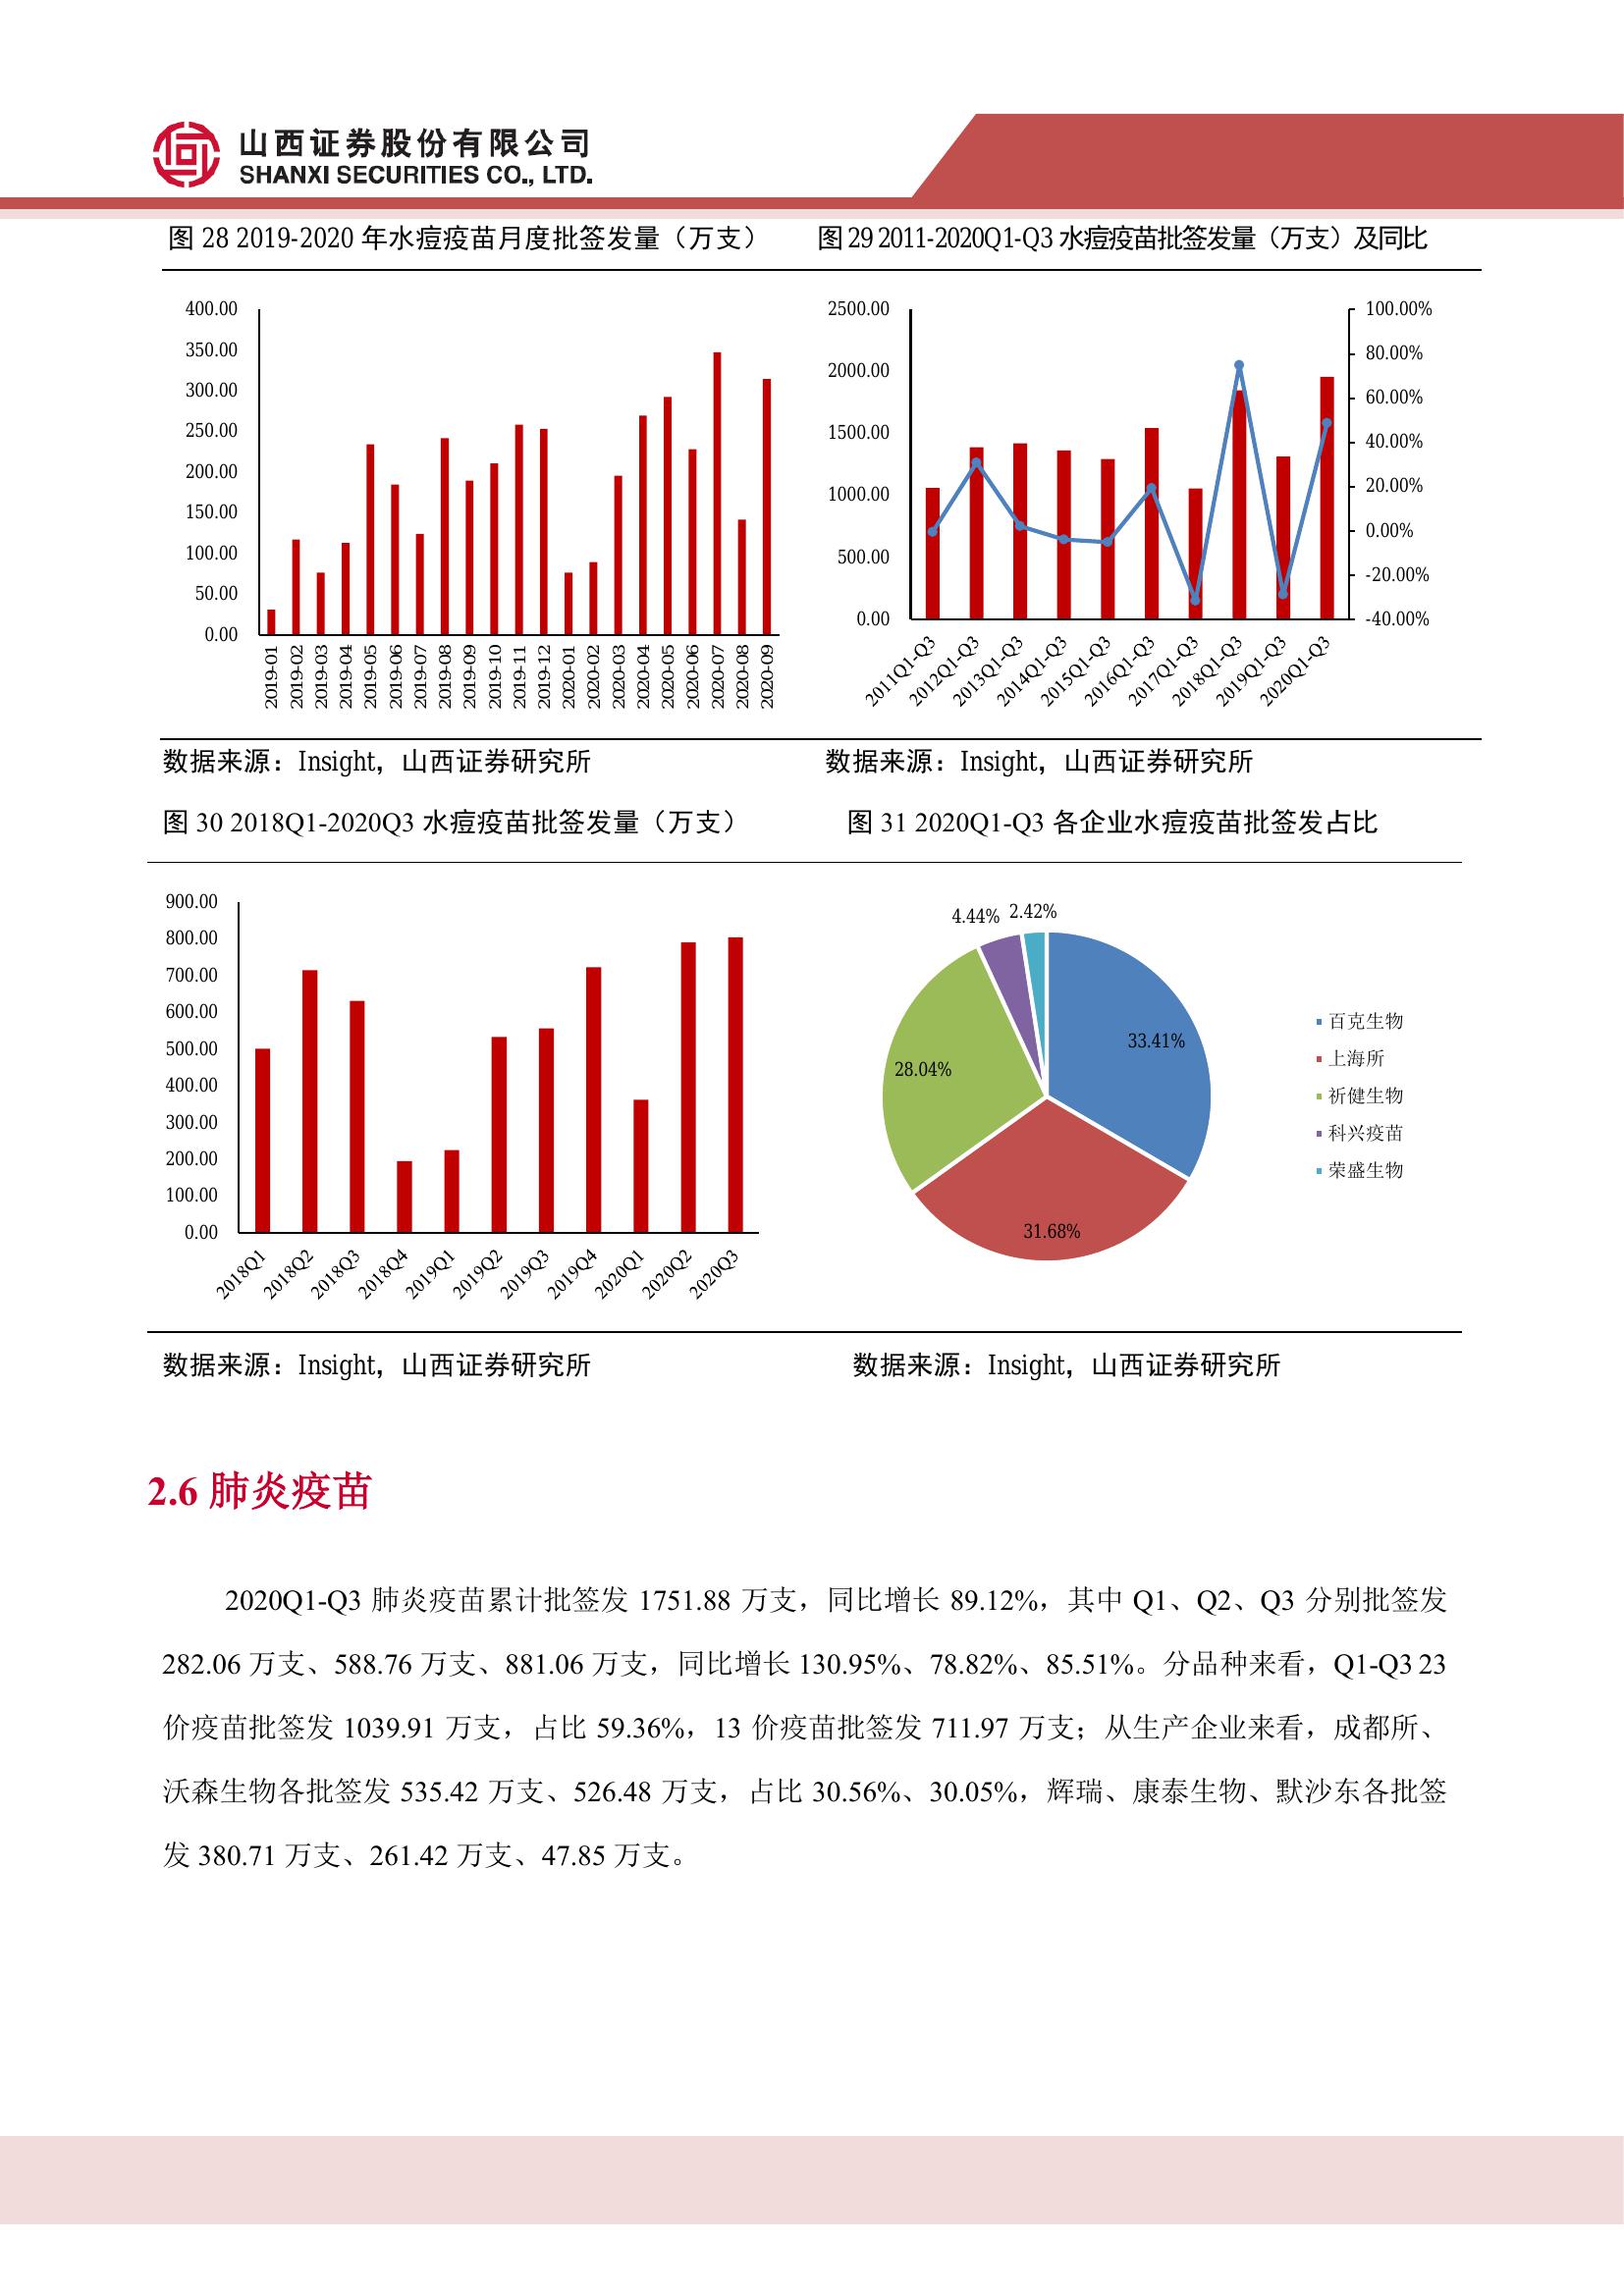 山西证券股份有限公司
SHANXI SECURITIES CO., LTD.
图 28 2019-2020 年水痘疫苗月度批签发量（万支）
图 29 2011-2020Q1-Q3 水痘疫苗批签发量（万支）及同比
400.00
350.00
300.00
250.00
200.00
150.00
100.00
50.00
0.00
2019-01
2019-02
2019-03
2019-04
2019-05
2019-06
2019-07
2019-08
2019-09
2019-10
2019-11
2019-12
2020-01
2020-02
2020-03
2020-04
2020-05
2020-06
2020-07
2020-08
2020-09
2500.00
2000.00
1500.00
1000.00
500.00
0.00
100.00%
80.00%
60.00%
40.00%
20.00%
0.00%
-20.00%
-40.00%
2011Q1-Q3
2012Q1-Q3
2013Q1-Q3
2014Q1-Q3
2015Q1-Q3
2016Q1-Q3
2017Q1-Q3
2018Q1-Q3
2019Q1-Q3
2020Q1-Q3
数据来源：Insight，山西证券研究所
数据来源：Insight，山西证券研究所
图 30 2018Q1-2020Q3 水痘疫苗批签发量（万支）
图 31 2020Q1-Q3 各企业水痘疫苗批签发占比
900.00
800.00
700.00
600.00
500.00
400.00
300.00
200.00
100.00
0.00
2018Q1
2018Q2
2018Q3
2018Q4
2019Q1
2019Q2
2019Q3
2019Q4
2020Q1
2020Q2
2020Q3
4.44%
2.42%
33.41%
28.04%
31.68%
百克生物
上海所
祈健生物
科兴疫苗
荣盛生物
数据来源：Insight，山西证券研究所
数据来源：Insight，山西证券研究所
2.6 肺炎疫苗
2020Q1-Q3 肺炎疫苗累计批签发 1751.88 万支，同比增长 89.12%，其中 Q1、Q2、Q3 分别批签发
282.06 万支、588.76 万支、881.06 万支，同比增长 130.95%、78.82%、85.51%。分品种来看，Q1-Q3 23
价疫苗批签发 1039.91 万支，占比 59.36%，13 价疫苗批签发 711.97 万支；从生产企业来看，成都所、
沃森生物各批签发 535.42 万支、526.48 万支，占比 30.56%、30.05%，辉瑞、康泰生物、默沙东各批签
发 380.71 万支、261.42 万支、47.85 万支。